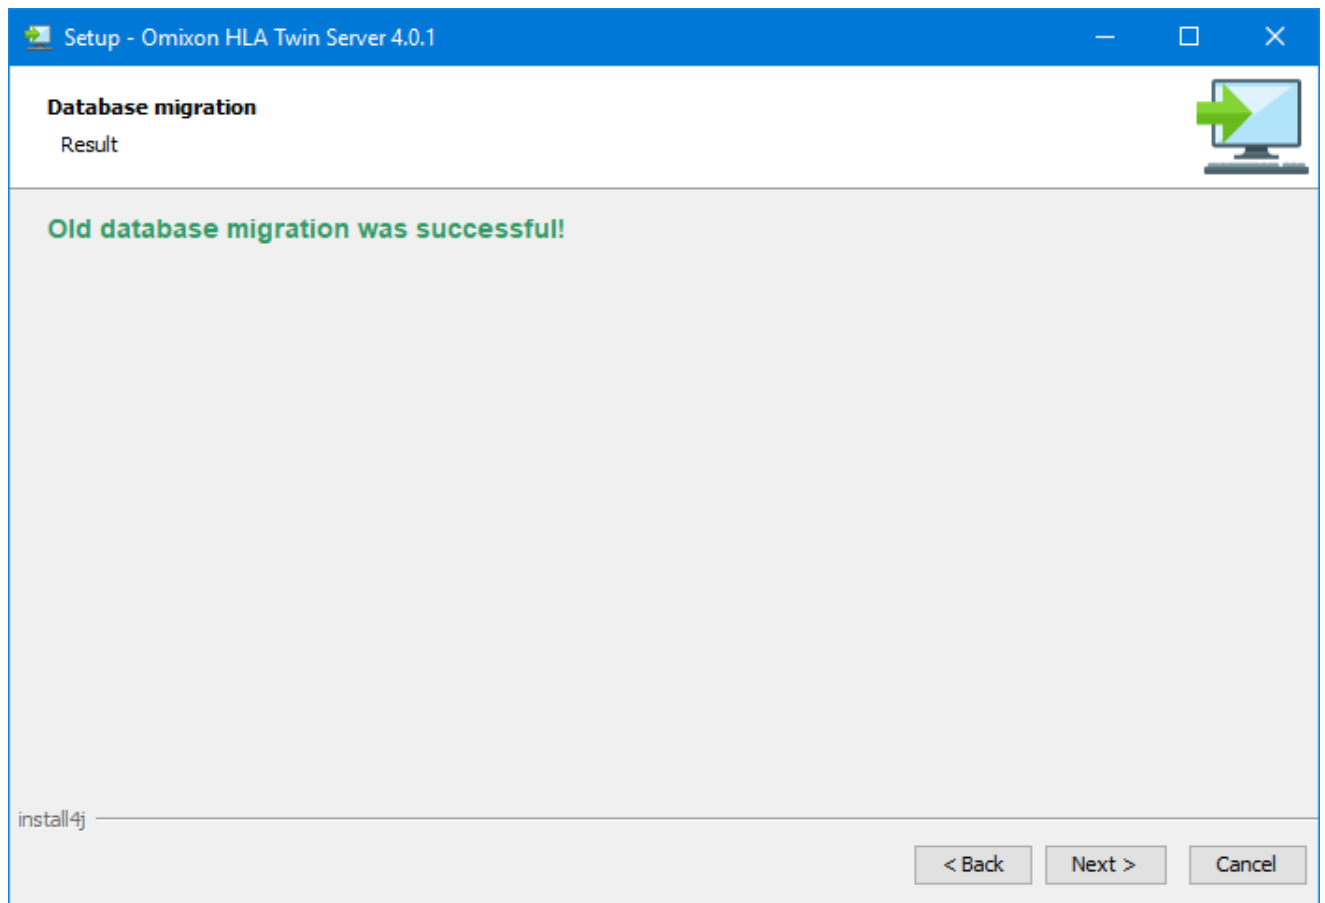 Setup - Omixon HLA Twin Server 4.0.1
Database migration
Result
Old database migration was successful!
install4j
< Back
Next >
Cancel